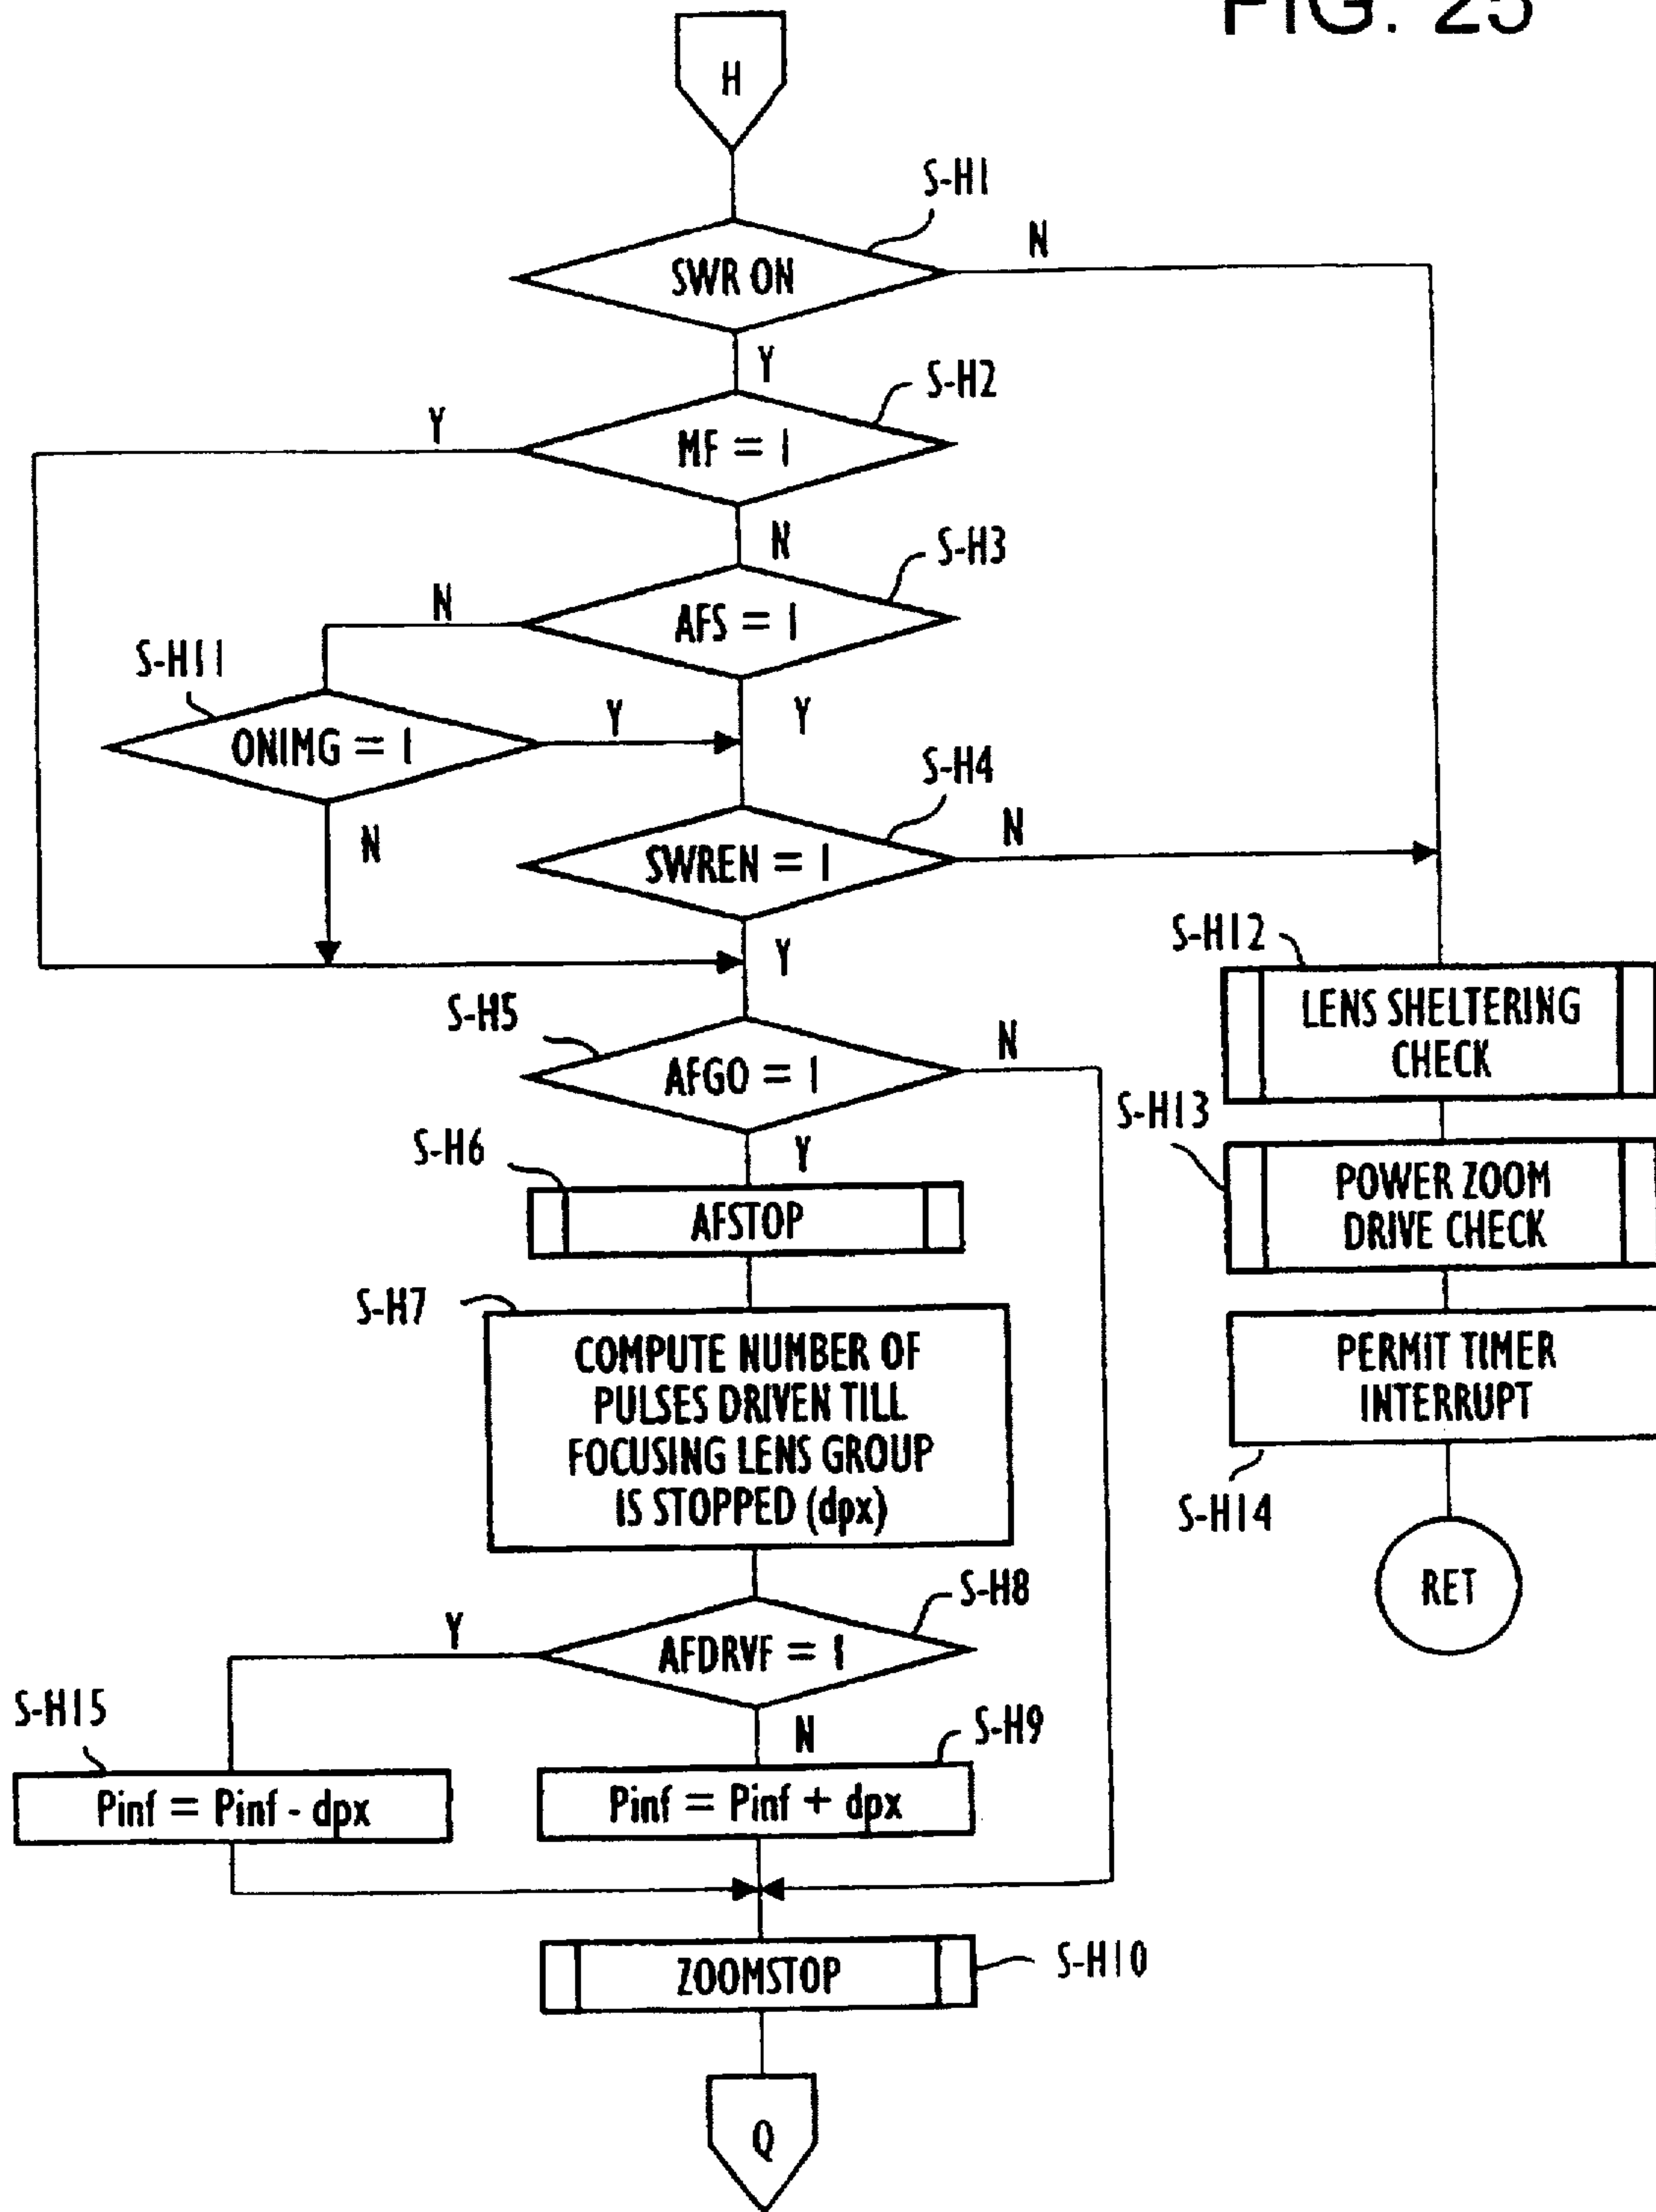 FIG. 25
H
S-H1
SWR ON
N
Y
S-H2
MF = 1
Y
N
S-H3
AFS = 1
N
Y
S-H11
ONIMG = 1
Y
N
S-H4
SWREN = 1
N
Y
S-H5
AFGO = 1
N
Y
S-H6
AFSTOP
S-H7
COMPUTE NUMBER OF
PULSES DRIVEN TILL
FOCUSING LENS GROUP
IS STOPPED (dpx)
S-H8
AFDRVF = 1
Y
N
S-H15
Pinf = Pinf - dpx
S-H9
Pinf = Pinf + dpx
ZOOMSTOP
S-H10
Q
S-H12
LENS SHELTERING
CHECK
S-H13
POWER ZOOM
DRIVE CHECK
PERMIT TIMER
INTERRUPT
S-H14
RET